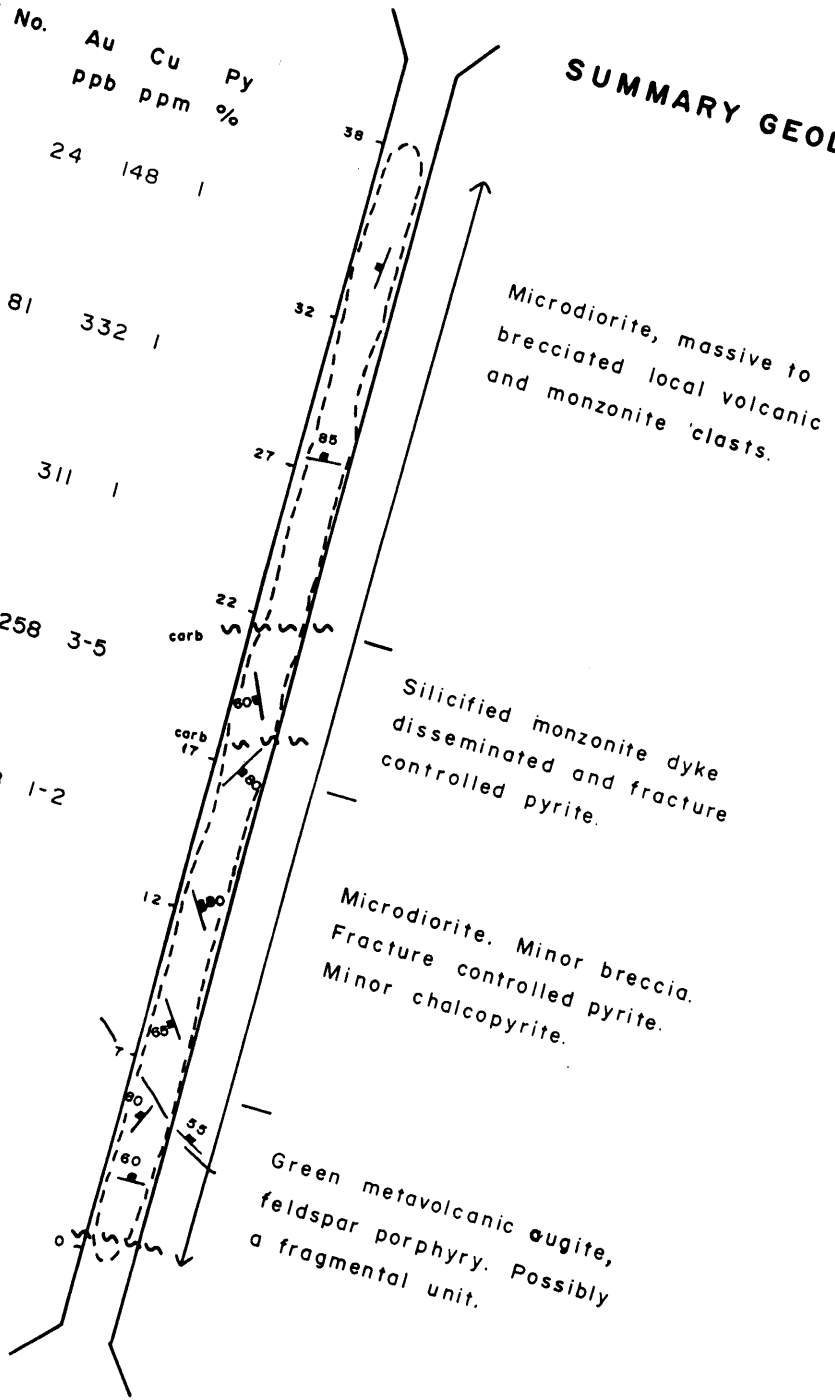 No. Au Cu Py
ppb ppm %
SUMMARY GEOL
24 148 1
81 332 1
311 1
258 3-5
1-2
38
32
27
85
22
carb
60
carb
17
80
12
80
65
7
80
55
60
0
Microdiorite, massive to
brecciated local volcanic
and monzonite clasts.
Silicified monzonite dyke
disseminated and fracture
controlled pyrite.
Microdiorite. Minor breccia.
Fracture controlled pyrite.
Minor chalcopyrite.
Green metavolcanic augite,
feldspar porphyry. Possibly
a fragmental unit.